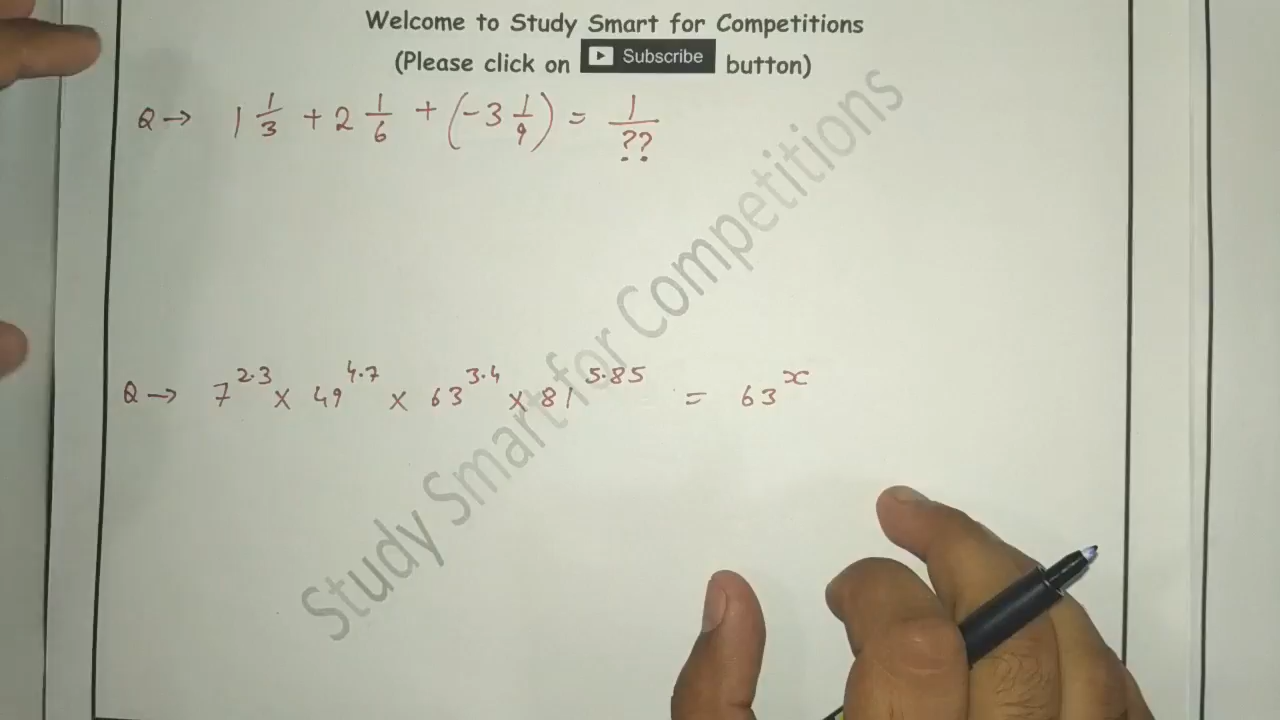 Welcome to Study Smart for Competitions
(Please click on Subscribe button)
Q → 1 1/3 + 2 1/6 + (-3 1/9) = 1/??
Q → 7^2.3 × 49^4.7 × 63^3.4 × 81^5.85 = 63^x
Study Smart for Competitions